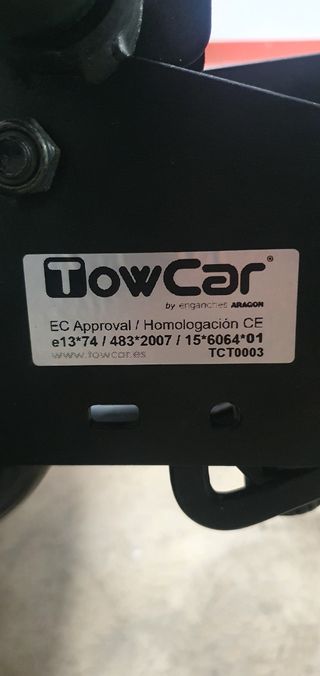 TowCar®
by enganches ARAGON
EC Approval / Homologación CE
e13*74 / 483*2007 / 15*6064*01
www.towcar.es TCT0003